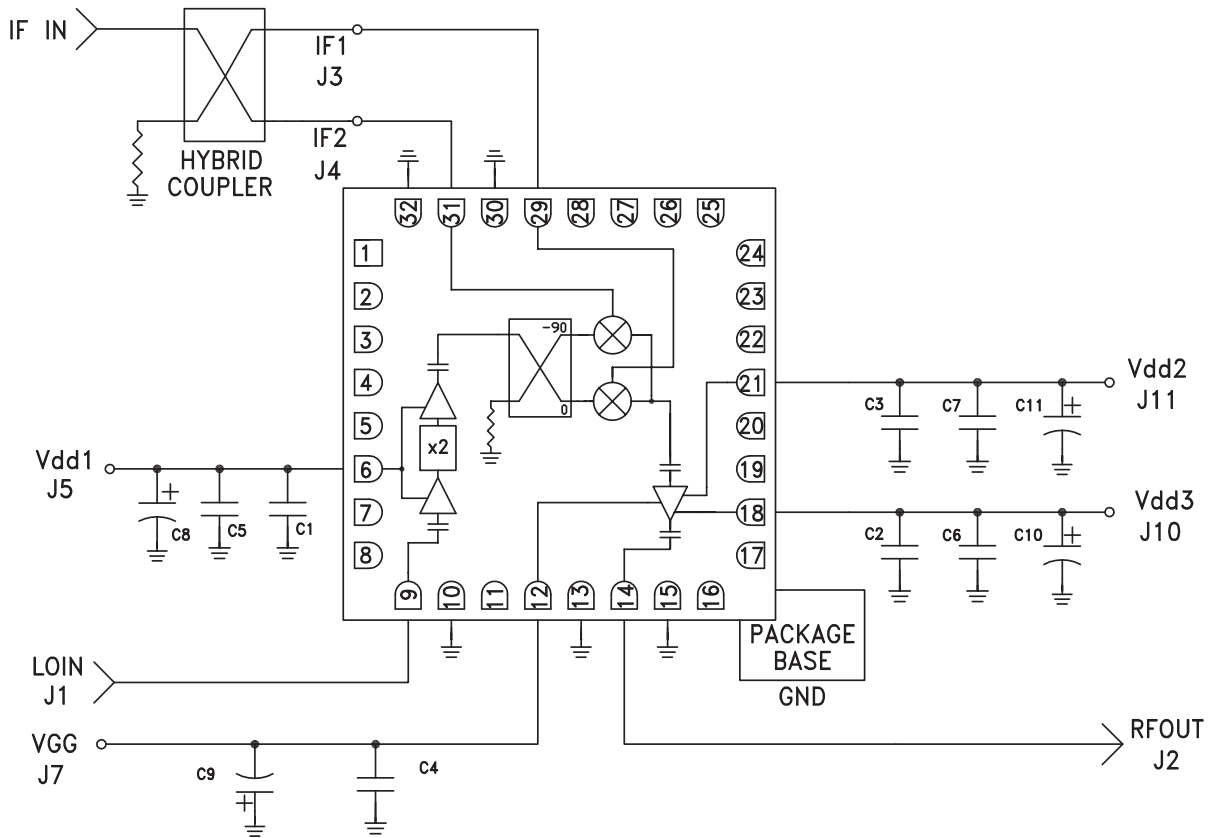 IF IN
IF1
J3
IF2
J4
HYBRID
COUPLER
32
31
30
29
28
27
26
25
1
2
3
4
5
6
7
8
24
23
22
21
20
19
18
17
-90
0
x2
9
10
11
12
13
14
15
16
Vdd1
J5
+
C8
C5
C1
Vdd2
J11
C3
C7
C11
+
Vdd3
J10
C2
C6
C10
+
PACKAGE
BASE
GND
LOIN
J1
VGG
J7
C9
+
C4
RFOUT
J2